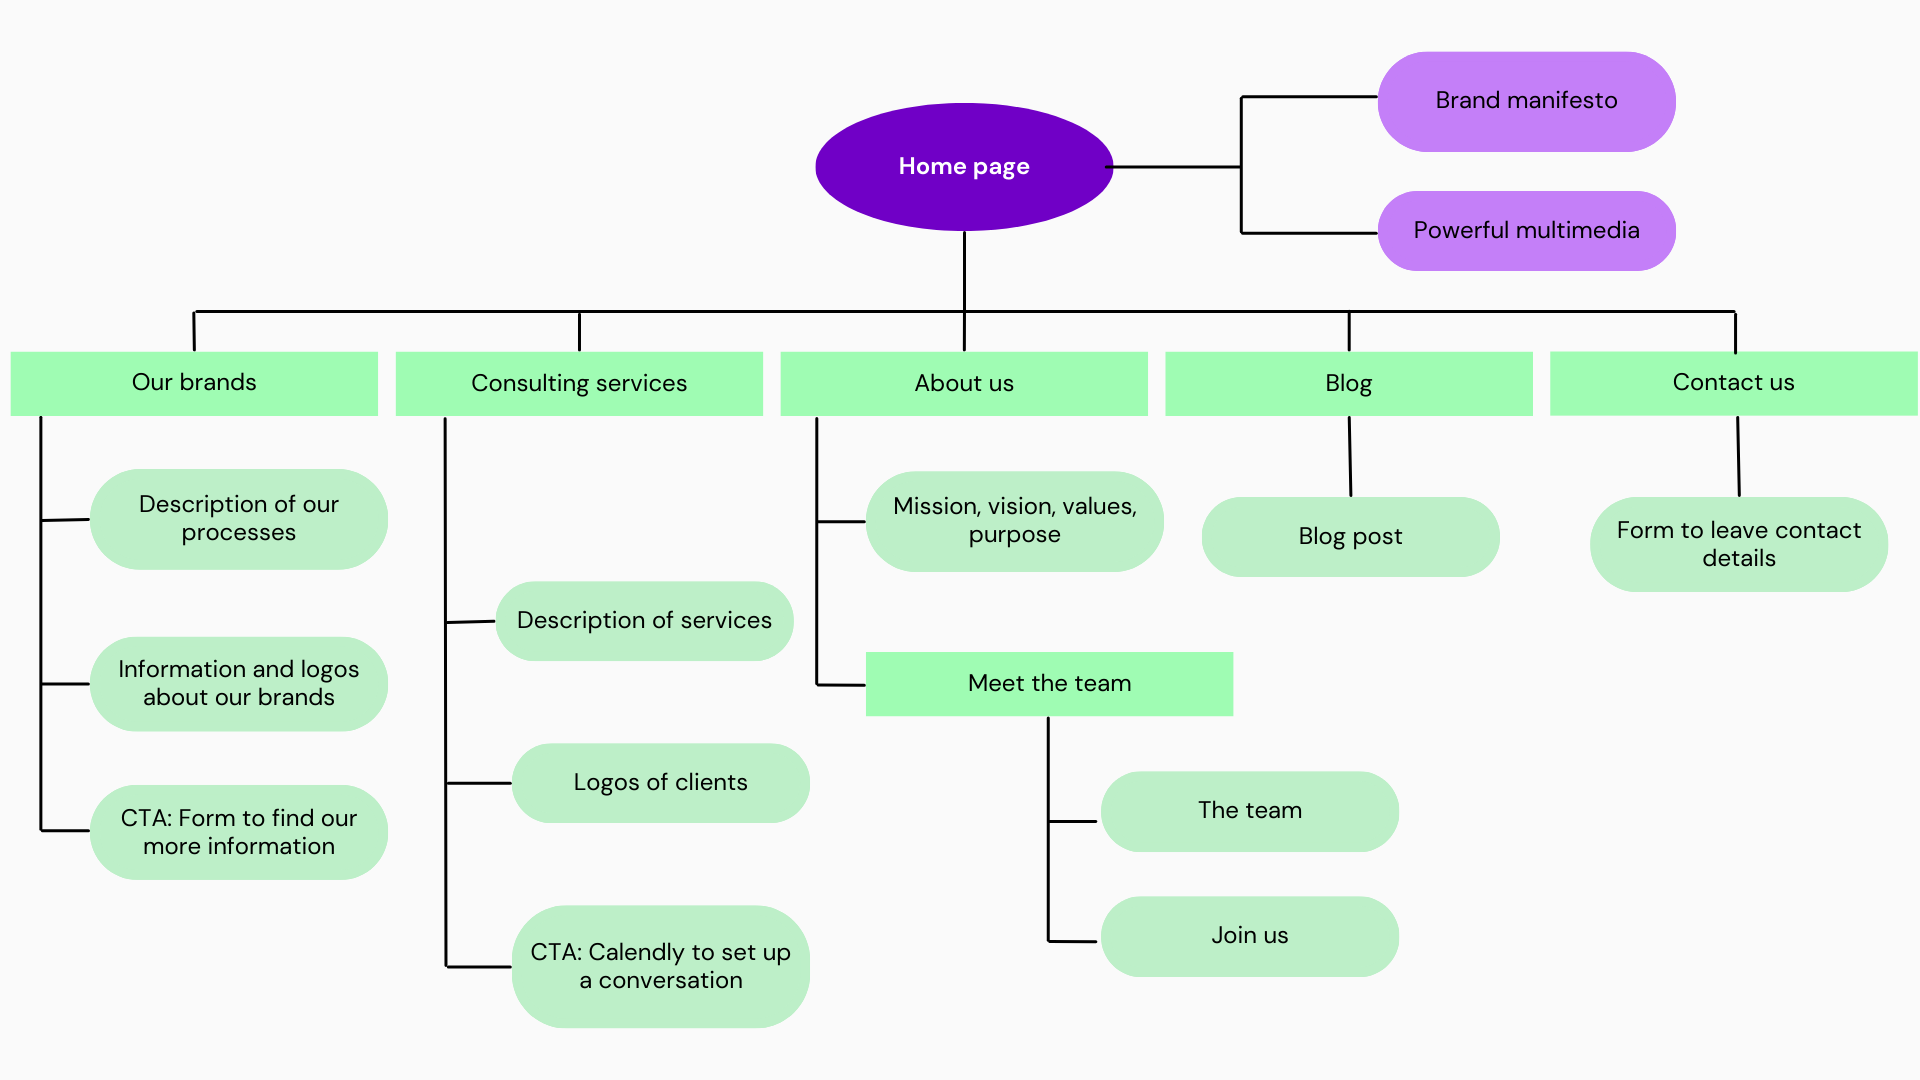 Home page
Brand manifesto
Powerful multimedia
Our brands
Description of our
processes
Information and logos
about our brands
CTA: Form to find our
more information
Consulting services
Description of services
Logos of clients
CTA: Calendly to set up
a conversation
About us
Mission, vision, values,
purpose
Meet the team
The team
Join us
Blog
Blog post
Contact us
Form to leave contact
details